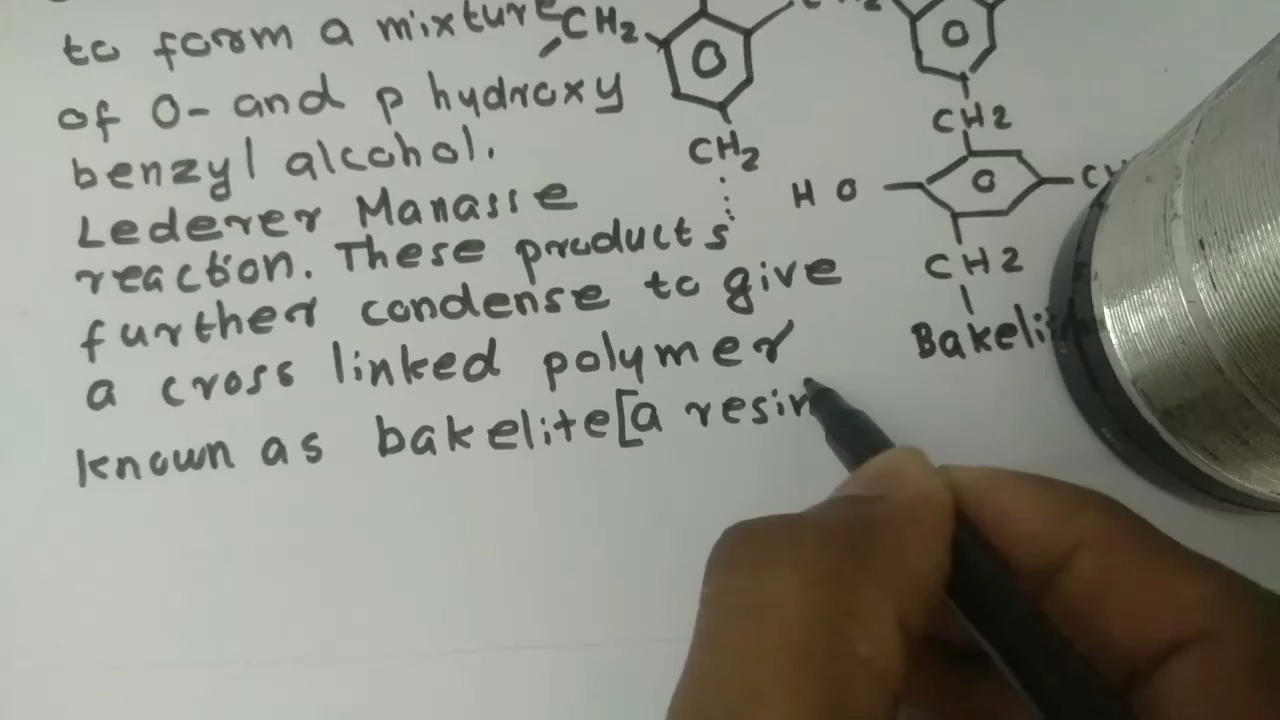 to form a mixture
of O- and p hydroxy
benzyl alcohol.
Lederer Manasse
reaction. These products
further condense to give
a cross linked polymer
known as bakelite[a resin
CH2
CH2
CH2
H O
CH2
Bakelite